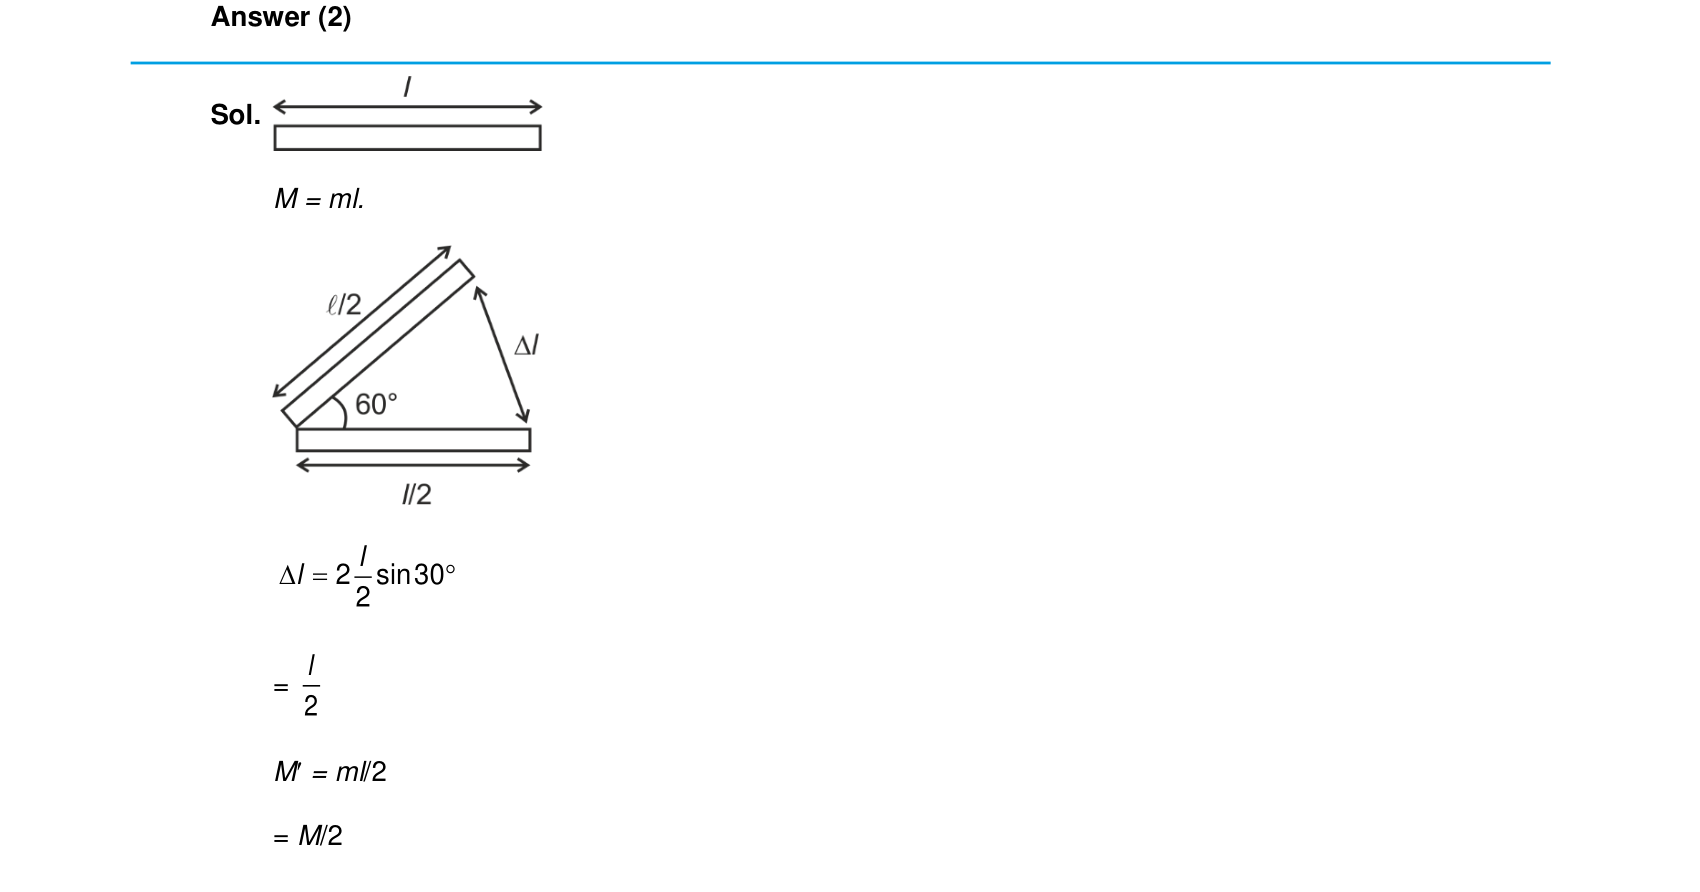 Answer (2)
l
Sol.
M = ml.
ℓ/2
Δl
60°
l/2
Δl = 2 l/2 sin30°
= l/2
M′ = ml/2
= M/2